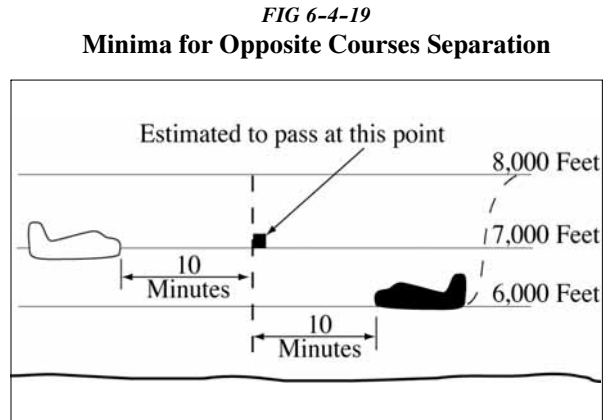 FIG 6-4-19
Minima for Opposite Courses Separation
Estimated to pass at this point
8,000 Feet
7,000 Feet
10
Minutes
6,000 Feet
10
Minutes